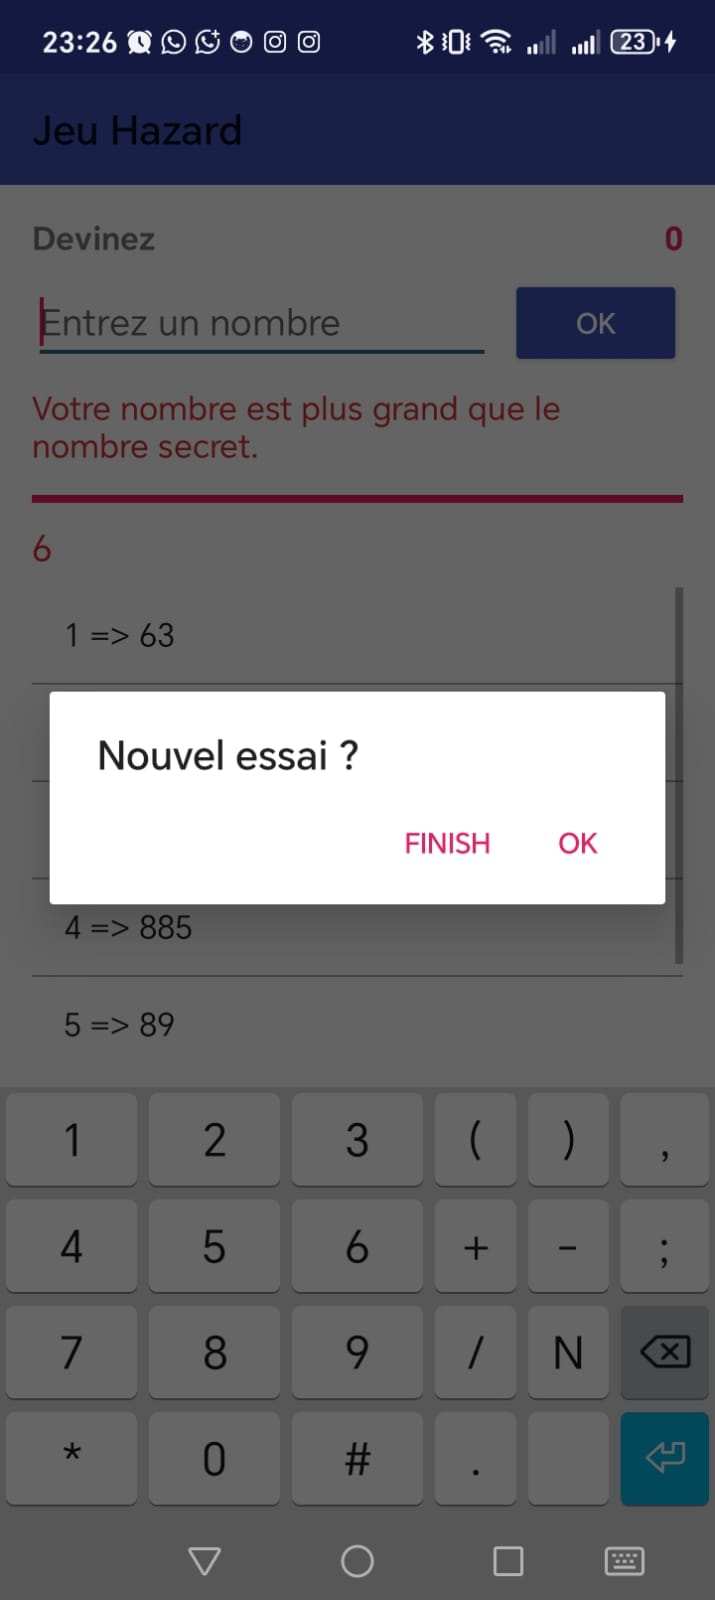 23:26 23
Jeu Hazard
Devinez 0
Entrez un nombre OK
Votre nombre est plus grand que le
nombre secret.
6
1 => 63
Nouvel essai ?
FINISH OK
4 => 885
5 => 89
1 2 3 ( ) ,
4 5 6 + - ;
7 8 9 / N
* 0 # .